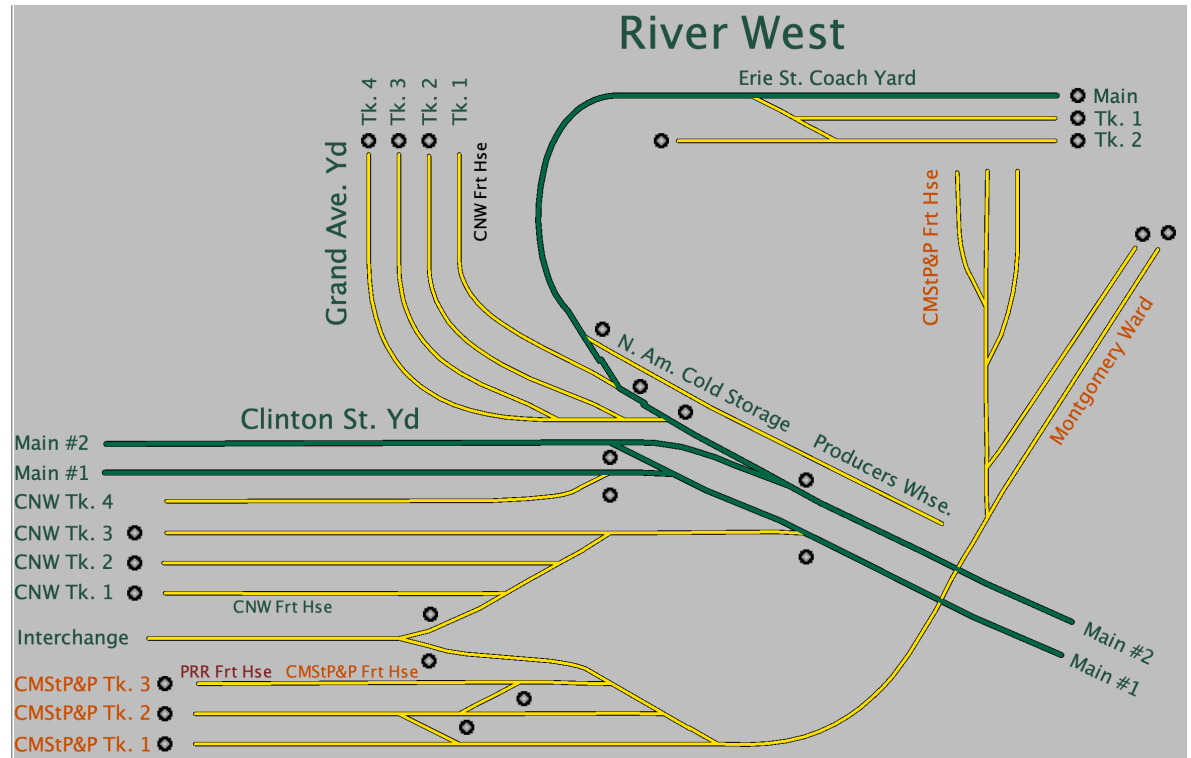 River West
Erie St. Coach Yard
Main
Tk. 1
Tk. 2
Tk. 4
Tk. 3
Tk. 2
Tk. 1
Grand Ave. Yd
CNW Frt Hse
CMStP&P Frt Hse
Montgomery Ward
N. Am. Cold Storage
Producers Whse.
Clinton St. Yd
Main #2
Main #1
CNW Tk. 4
CNW Tk. 3
CNW Tk. 2
CNW Tk. 1
CNW Frt Hse
Interchange
Main #2
Main #1
PRR Frt Hse
CMStP&P Frt Hse
CMStP&P Tk. 3
CMStP&P Tk. 2
CMStP&P Tk. 1